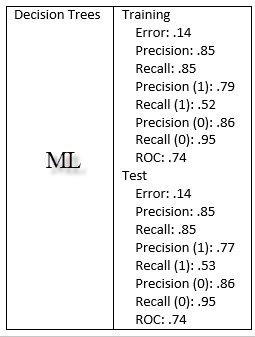 Decision Trees
ML
Training
Error: .14
Precision: .85
Recall: .85
Precision (1): .79
Recall (1): .52
Precision (0): .86
Recall (0): .95
ROC: .74
Test
Error: .14
Precision: .85
Recall: .85
Precision (1): .77
Recall (1): .53
Precision (0): .86
Recall (0): .95
ROC: .74